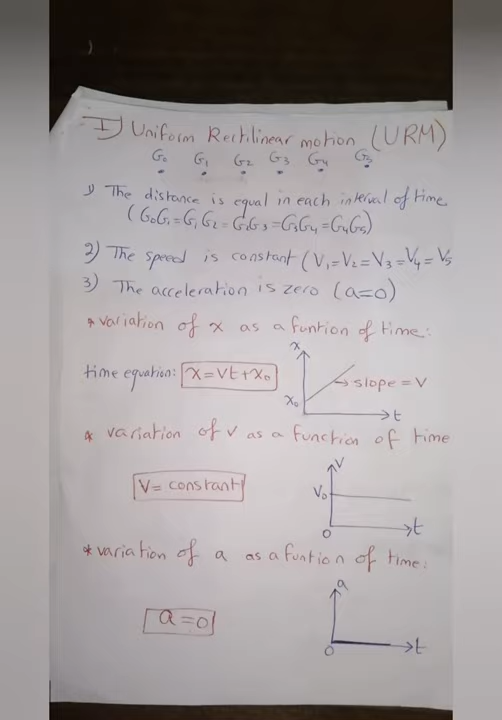 I) Uniform Rectilinear motion (URM)
G₀ G₁ G₂ G₃ G₄ G₅
1) The distance is equal in each interval of time
(G₀G₁=G₁G₂=G₂G₃=G₃G₄=G₄G₅)
2) The speed is constant (V₁=V₂=V₃=V₄=V₅
3) The acceleration is zero (a=0)
* variation of x as a funtion of time:
x
time equation: x=Vt+x₀
slope=V
x₀
t
* variation of v as a function of time
V
V= constant
V₀
0
t
* variation of a as a funtion of time:
a
a=0
0
t